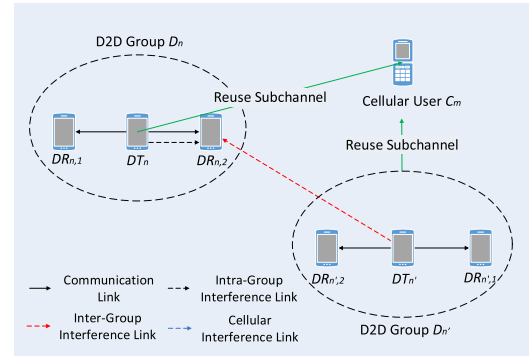 D2D Group Dn
Reuse Subchannel
Cellular User Cm
Reuse Subchannel
DRn,1
DTn
DRn,2
DRn',2
DTn'
DRn',1
D2D Group Dn'
Communication
Link
Intra-Group
Interference Link
Inter-Group
Interference Link
Cellular
Interference Link